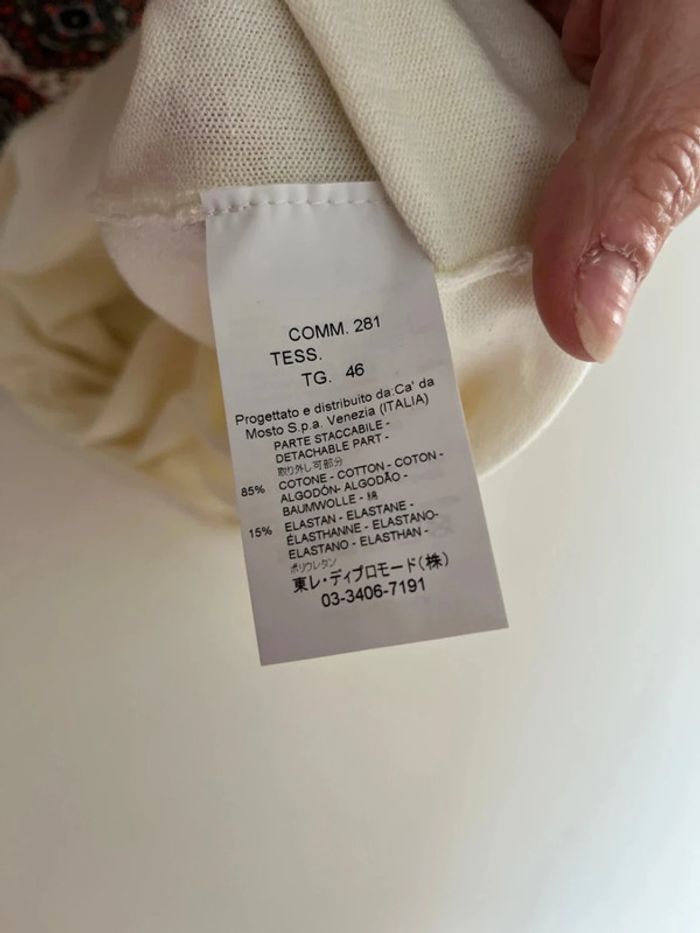 COMM. 281
TESS.
TG. 46
Progettato e distribuito da:Ca' da
Mosto S.p.a. Venezia (ITALIA)
PARTE STACCABILE -
DETACHABLE PART -
取り外し可部分
85% COTONE - COTTON - COTON -
ALGODÓN- ALGODÃO -
BAUMWOLLE - 綿
15% ELASTAN - ELASTANE -
ÉLASTHANNE - ELASTANO-
ELASTANO - ELASTHAN -
ポリウレタン
東レ・ディプロモード(株)
03-3406-7191